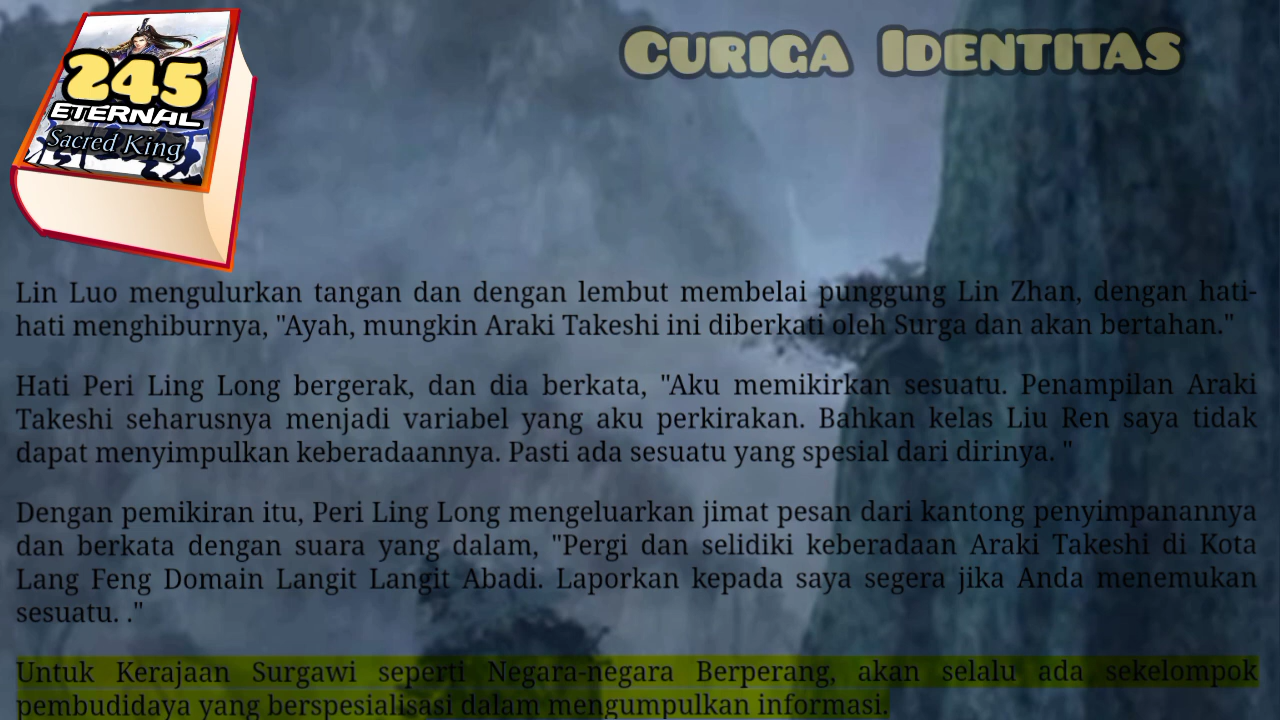 245
ETERNAL
Sacred King
Curiga Identitas
Lin Luo mengulurkan tangan dan dengan lembut membelai punggung Lin Zhan, dengan hati-
hati menghiburnya, "Ayah, mungkin Araki Takeshi ini diberkati oleh Surga dan akan bertahan."
Hati Peri Ling Long bergerak, dan dia berkata, "Aku memikirkan sesuatu. Penampilan Araki
Takeshi seharusnya menjadi variabel yang aku perkirakan. Bahkan kelas Liu Ren saya tidak
dapat menyimpulkan keberadaannya. Pasti ada sesuatu yang spesial dari dirinya. "
Dengan pemikiran itu, Peri Ling Long mengeluarkan jimat pesan dari kantong penyimpanannya
dan berkata dengan suara yang dalam, "Pergi dan selidiki keberadaan Araki Takeshi di Kota
Lang Feng Domain Langit Langit Abadi. Laporkan kepada saya segera jika Anda menemukan
sesuatu. ."
Untuk Kerajaan Surgawi seperti Negara-negara Berperang, akan selalu ada sekelompok
pembudidaya yang berspesialisasi dalam mengumpulkan informasi.